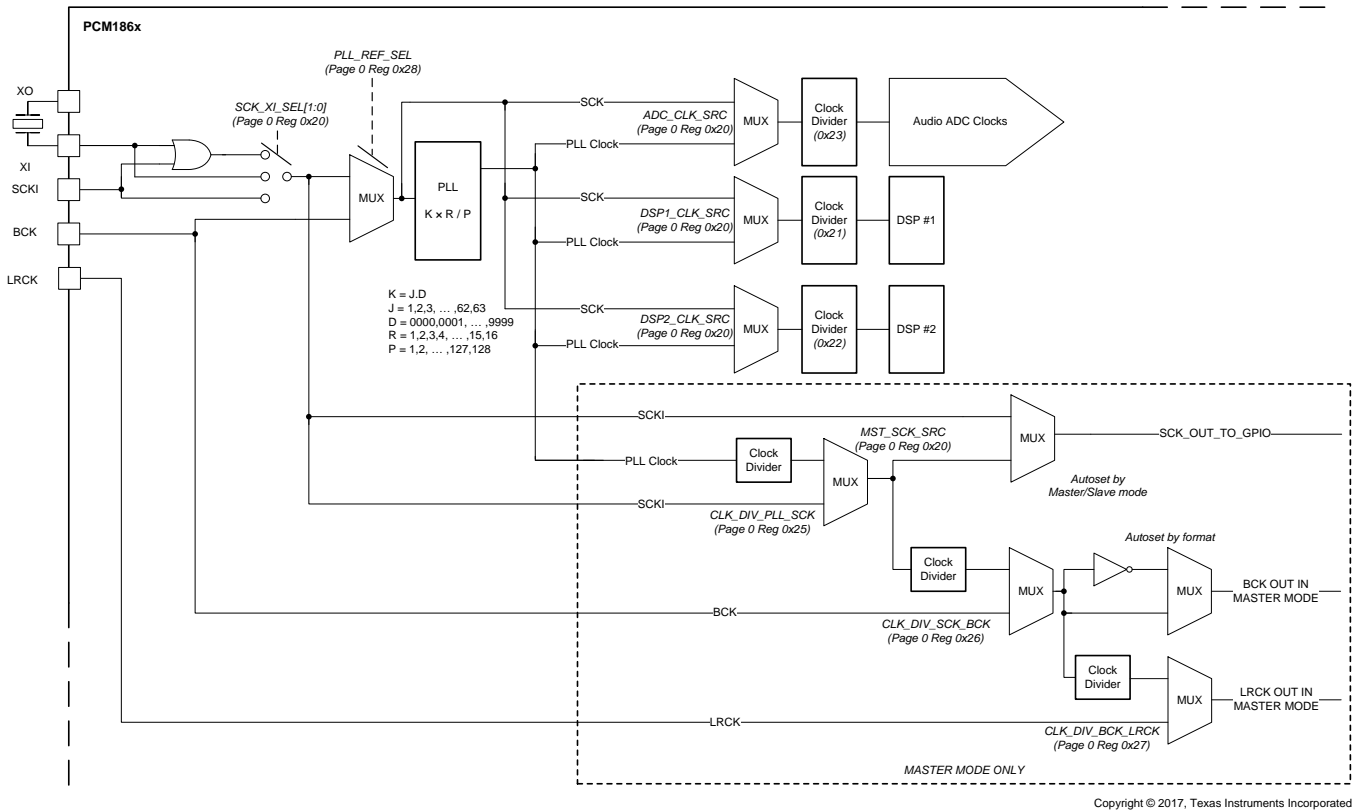 PCM186x
XO
XI
SCKI
BCK
LRCK
SCK_XI_SEL[1:0]
(Page 0 Reg 0x20)
PLL_REF_SEL
(Page 0 Reg 0x28)
MUX
PLL
K × R / P
K = J.D
J = 1,2,3, … ,62,63
D = 0000,0001, … ,9999
R = 1,2,3,4, … ,15,16
P = 1,2, … ,127,128
SCK
ADC_CLK_SRC
(Page 0 Reg 0x20)
PLL Clock
MUX
Clock
Divider
(0x23)
Audio ADC Clocks
SCK
DSP1_CLK_SRC
(Page 0 Reg 0x20)
PLL Clock
MUX
Clock
Divider
(0x21)
DSP #1
SCK
DSP2_CLK_SRC
(Page 0 Reg 0x20)
PLL Clock
MUX
Clock
Divider
(0x22)
DSP #2
SCKI
MST_SCK_SRC
(Page 0 Reg 0x20)
MUX
SCK_OUT_TO_GPIO
PLL Clock
Clock
Divider
MUX
Autoset by
Master/Slave mode
SCKI
CLK_DIV_PLL_SCK
(Page 0 Reg 0x25)
Autoset by format
Clock
Divider
MUX
MUX
BCK OUT IN
MASTER MODE
BCK
CLK_DIV_SCK_BCK
(Page 0 Reg 0x26)
Clock
Divider
MUX
LRCK OUT IN
MASTER MODE
LRCK
CLK_DIV_BCK_LRCK
(Page 0 Reg 0x27)
MASTER MODE ONLY
Copyright © 2017, Texas Instruments Incorporated